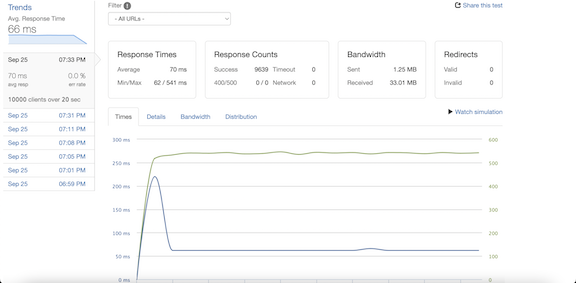 Trends
Avg. Response Time
66 ms
Sep 25 07:33 PM
70 ms 0.0 %
avg resp err rate
10000 clients over 20 sec
Sep 25 07:31 PM
Sep 25 07:11 PM
Sep 25 07:08 PM
Sep 25 07:05 PM
Sep 25 07:01 PM
Sep 25 06:59 PM
Filter
- All URLs -
Share this test
Response Times
Average 70 ms
Min/Max 62 / 541 ms
Response Counts
Success 9639 Timeout 0
400/500 0 / 0 Network 0
Bandwidth
Sent 1.25 MB
Received 33.01 MB
Redirects
Valid 0
Invalid 0
Times Details Bandwidth Distribution
Watch simulation
300 ms 600
250 ms 500
200 ms 400
150 ms 300
100 ms 200
50 ms 100
0 ms 0